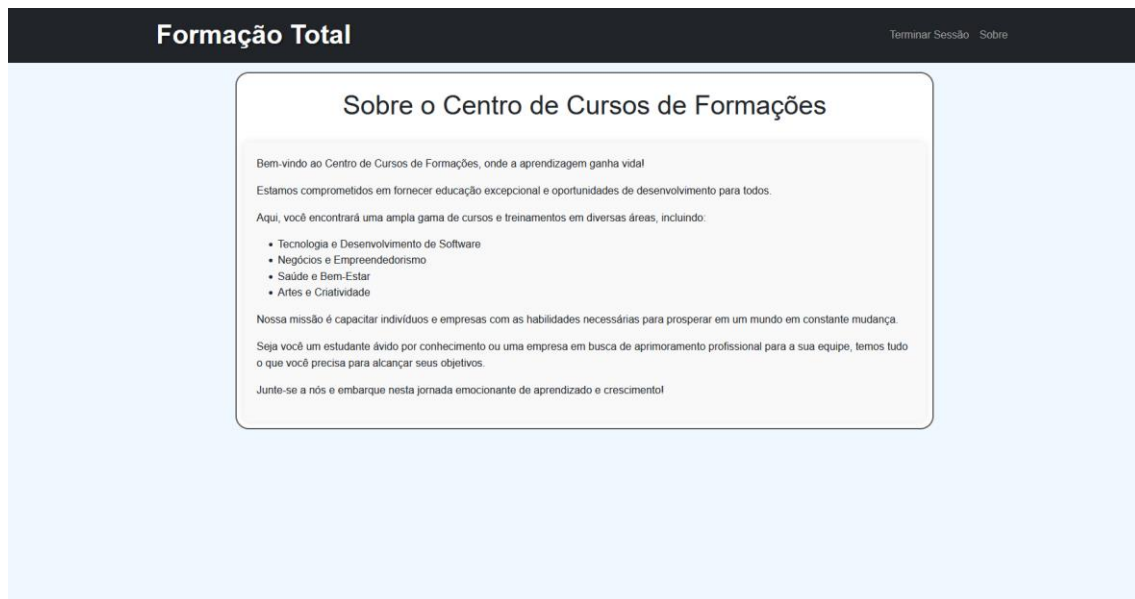 Formação Total
Terminar Sessão Sobre
Sobre o Centro de Cursos de Formações
Bem-vindo ao Centro de Cursos de Formações, onde a aprendizagem ganha vida!
Estamos comprometidos em fornecer educação excepcional e oportunidades de desenvolvimento para todos.
Aqui, você encontrará uma ampla gama de cursos e treinamentos em diversas áreas, incluindo:
• Tecnologia e Desenvolvimento de Software
• Negócios e Empreendedorismo
• Saúde e Bem-Estar
• Artes e Criatividade
Nossa missão é capacitar indivíduos e empresas com as habilidades necessárias para prosperar em um mundo em constante mudança.
Seja você um estudante ávido por conhecimento ou uma empresa em busca de aprimoramento profissional para a sua equipe, temos tudo
o que você precisa para alcançar seus objetivos.
Junte-se a nós e embarque nesta jornada emocionante de aprendizado e crescimento!